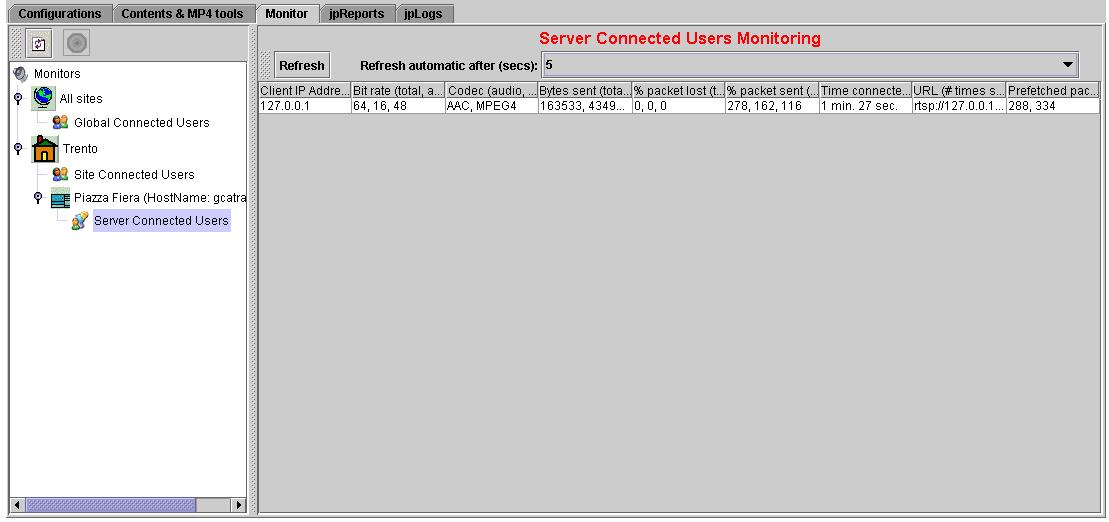 Configurations Contents & MP4 tools Monitor jpReports jpLogs
Monitors
All sites
Global Connected Users
Trento
Site Connected Users
Piazza Fiera (HostName: gcatra
Server Connected Users
Server Connected Users Monitoring
Refresh Refresh automatic after (secs): 5
Client IP Addre... Bit rate (total, a... Codec (audio, ... Bytes sent (tota... % packet lost (t... % packet sent (... Time connecte... URL (# times s... Prefetched pac...
127.0.0.1 64, 16, 48 AAC, MPEG4 163533, 4349... 0, 0, 0 278, 162, 116 1 min. 27 sec. rtsp://127.0.0.1... 288, 334